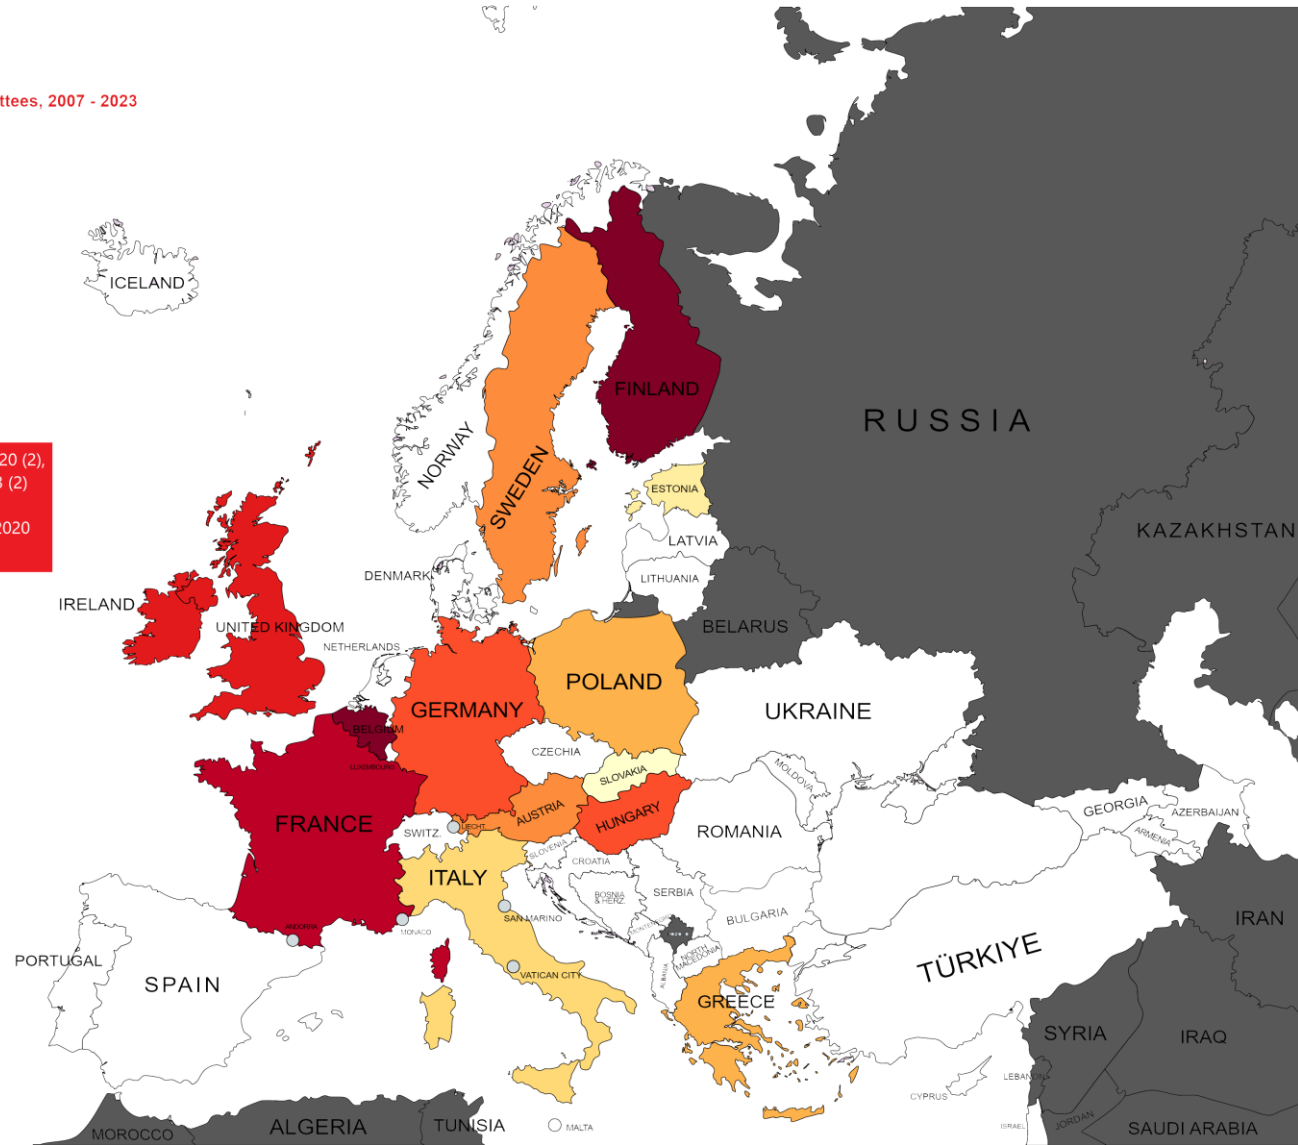 ttees, 2007 - 2023
ICELAND
FINLAND
RUSSIA
20 (2),
3 (2)
2020
NORWAY
SWEDEN
ESTONIA
KAZAKHSTAN
LATVIA
DENMARK
LITHUANIA
IRELAND
UNITED KINGDOM
BELARUS
NETHERLANDS
POLAND
GERMANY
UKRAINE
BELGIUM
CZECHIA
LUXEMBOURG
SLOVAKIA
MOLDOVA
GEORGIA
AZERBAIJAN
AUSTRIA
HUNGARY
FRANCE
SWITZ.
LIECHT.
ROMANIA
ARMENIA
SLOVENIA
CROATIA
ITALY
BOSNIA
& HERZ.
SERBIA
SAN MARINO
BULGARIA
IRAN
ANDORRA
MONACO
NORTH
MACEDONIA
TÜRKIYE
PORTUGAL
SPAIN
VATICAN CITY
ALBANIA
GREECE
SYRIA
IRAQ
LEBANON
CYPRUS
ISRAEL
JORDAN
MOROCCO
ALGERIA
TUNISIA
MALTA
SAUDI ARABIA